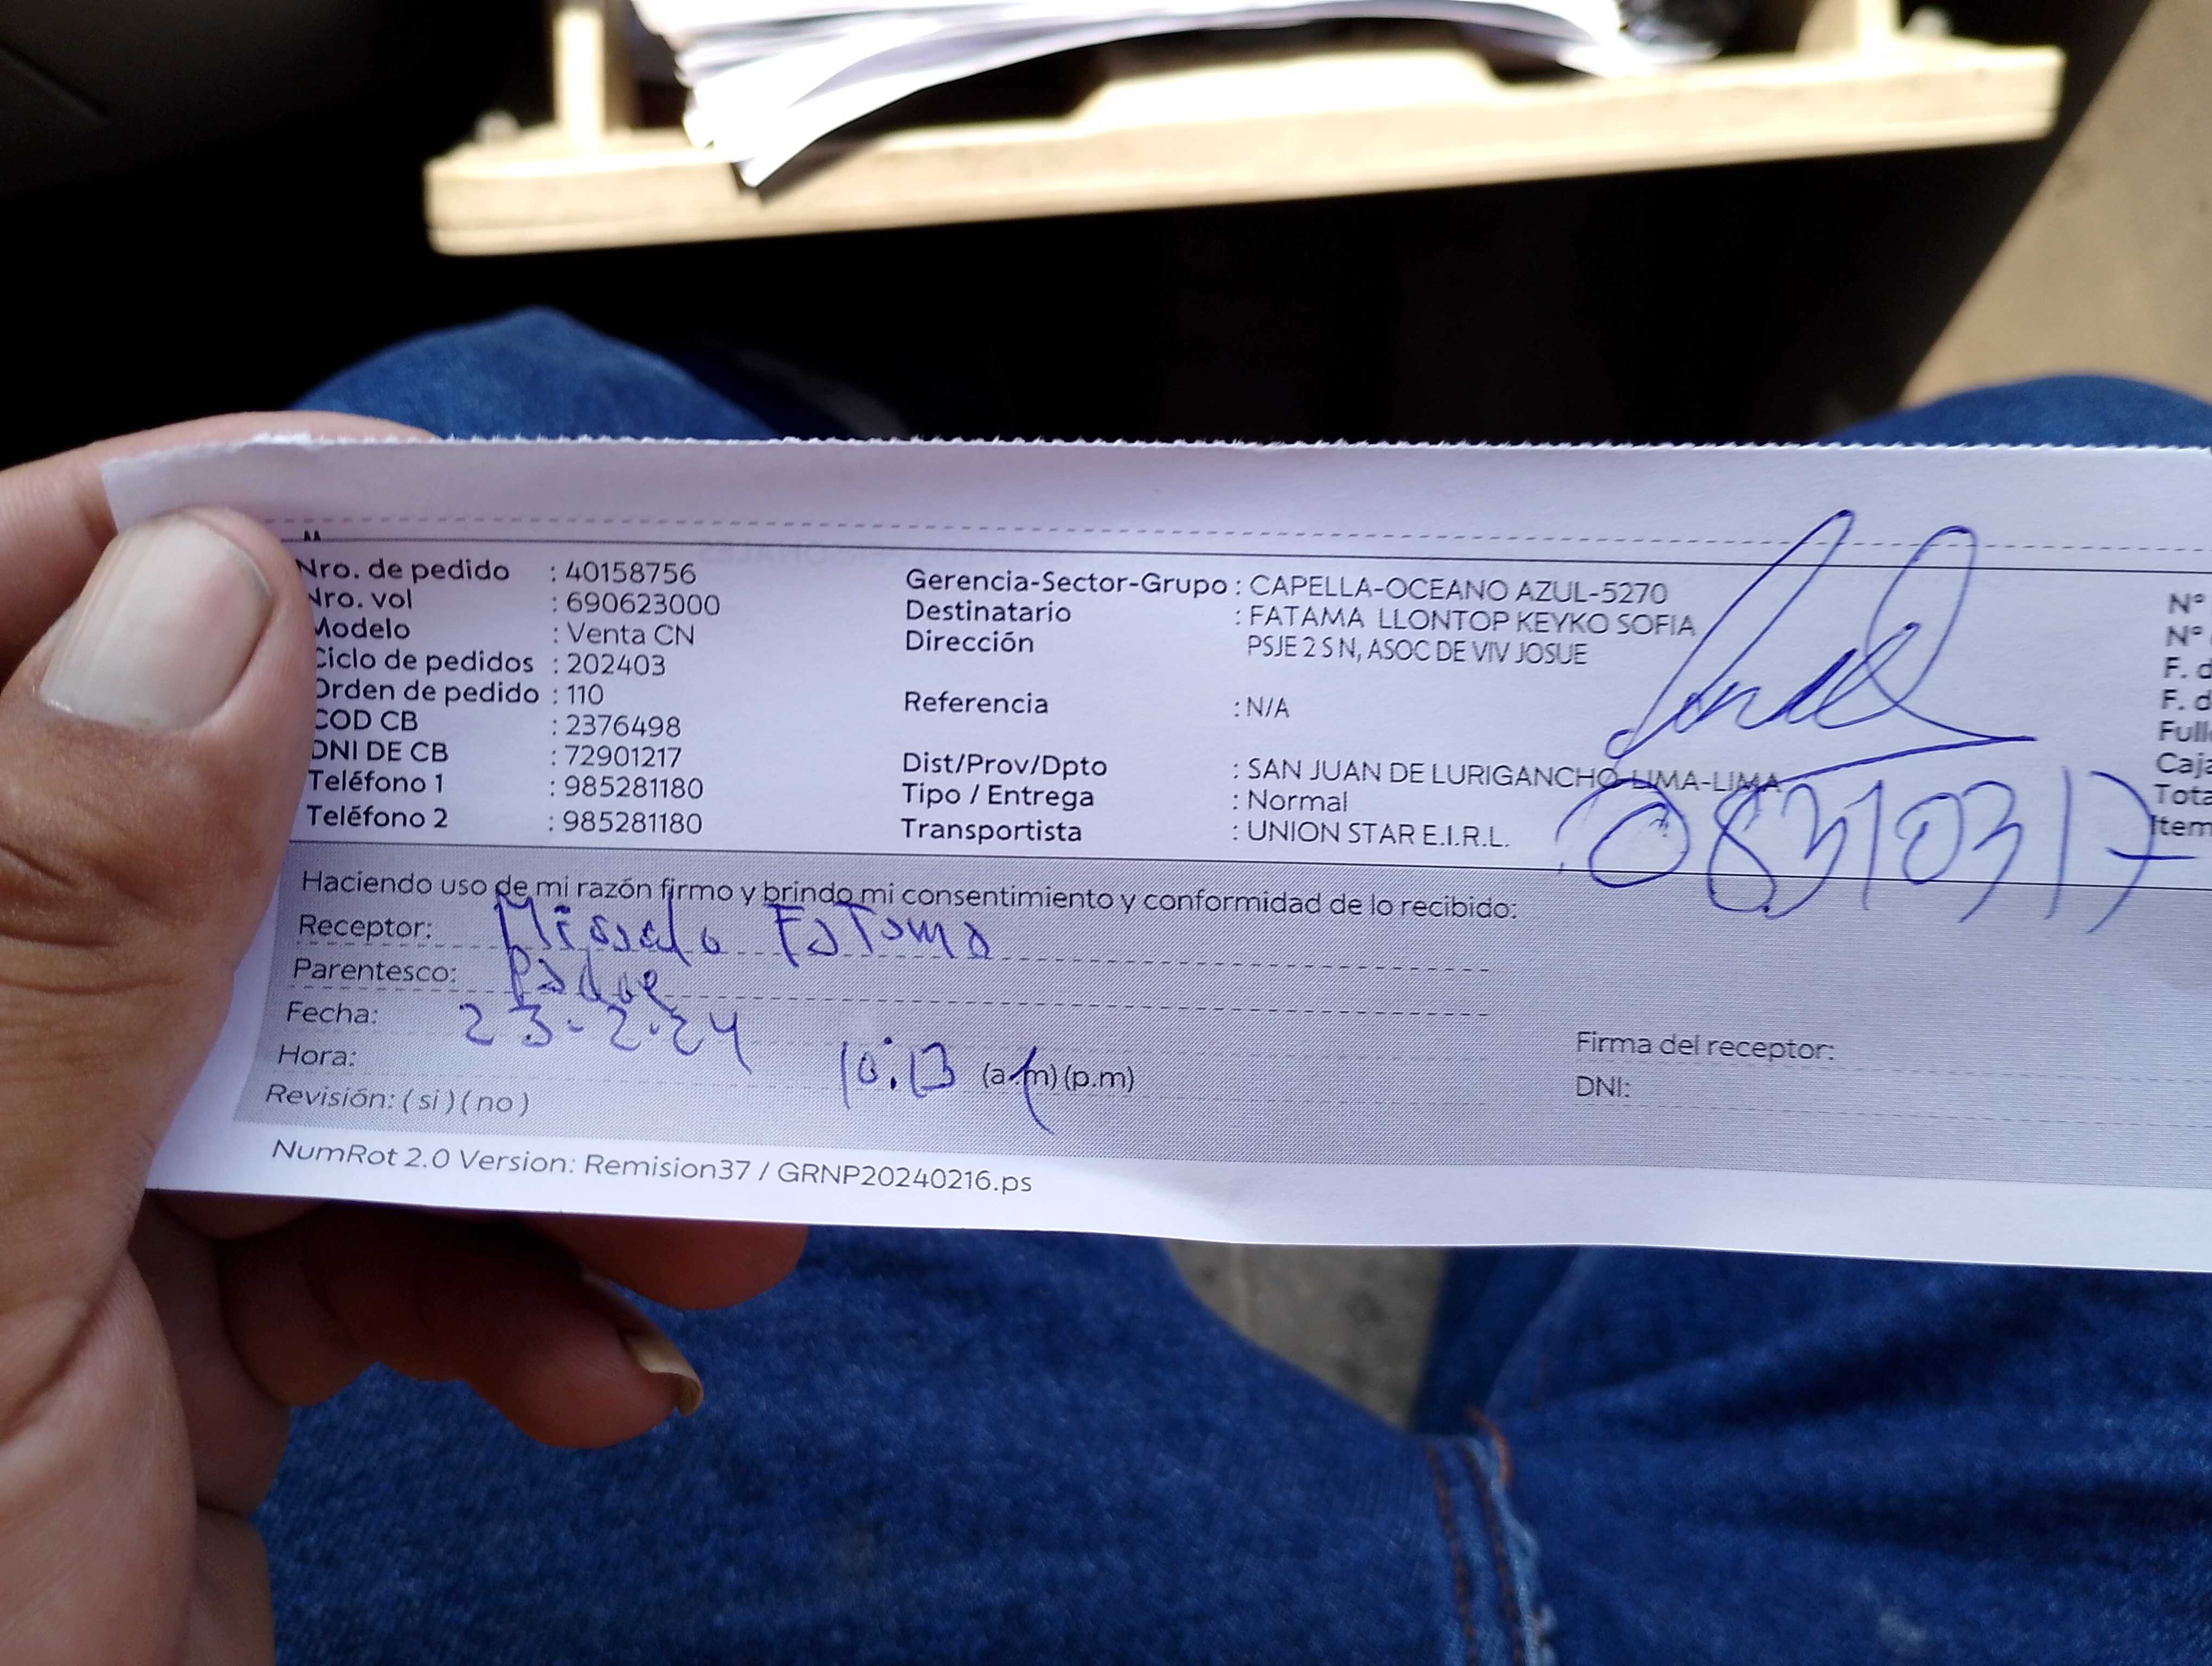 Nro. de pedido : 40158756
Nro. vol : 690623000
Modelo : Venta CN
Ciclo de pedidos : 202403
Orden de pedido : 110
COD CB : 2376498
DNI DE CB : 72901217
Teléfono 1 : 985281180
Teléfono 2 : 985281180
Gerencia-Sector-Grupo : CAPELLA-OCEANO AZUL-5270
Destinatario : FATAMA LLONTOP KEYKO SOFIA
Dirección PSJE 2 S N, ASOC DE VIV JOSUE
Referencia : N/A
Dist/Prov/Dpto : SAN JUAN DE LURIGANCHO-LIMA-LIMA
Tipo / Entrega : Normal
Transportista : UNION STAR E.I.R.L.
N°
N°
F. d
F. d
Full
Caja
Tota
Item
08310317
Haciendo uso de mi razón firmo y brindo mi consentimiento y conformidad de lo recibido:
Receptor: Fatama
Parentesco: Padre
Fecha: 23-2-24
Hora: 10:13 (a.m) (p.m)
Revisión: ( si ) ( no )
Firma del receptor:
DNI:
NumRot 2.0 Version: Remision37 / GRNP20240216.ps